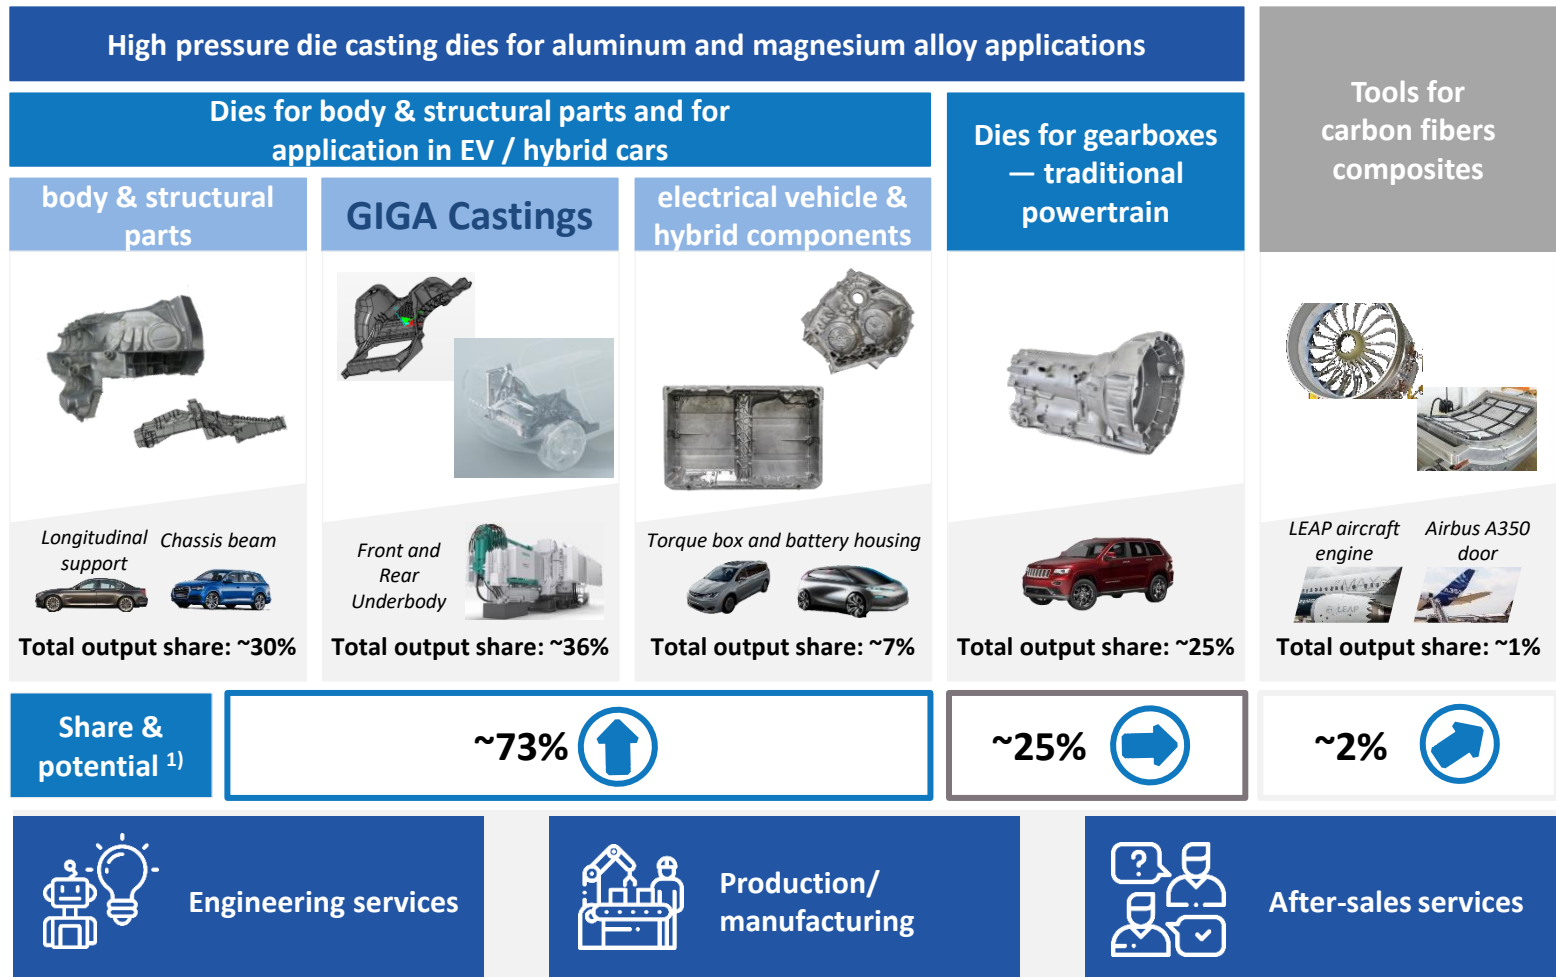 High pressure die casting dies for aluminum and magnesium alloy applications
Tools for
carbon fibers
composites
Dies for body & structural parts and for
application in EV / hybrid cars
Dies for gearboxes
— traditional
powertrain
body & structural
parts
GIGA Castings
electrical vehicle &
hybrid components
Longitudinal
support
Chassis beam
Front and
Rear
Underbody
Torque box and battery housing
LEAP aircraft
engine
Airbus A350
door
LEAP
Total output share: ~30%
Total output share: ~36%
Total output share: ~7%
Total output share: ~25%
Total output share: ~1%
Share &
potential 1)
~73%
~25%
~2%
Engineering services
Production/
manufacturing
After-sales services